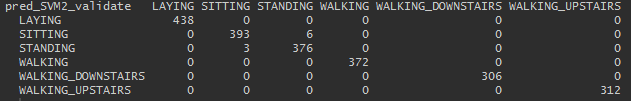 pred_SVM2_validate LAYING SITTING STANDING WALKING WALKING_DOWNSTAIRS WALKING_UPSTAIRS
LAYING 438 0 0 0 0 0
SITTING 0 393 6 0 0 0
STANDING 0 3 376 0 0 0
WALKING 0 0 0 372 0 0
WALKING_DOWNSTAIRS 0 0 0 0 306 0
WALKING_UPSTAIRS 0 0 0 0 0 312